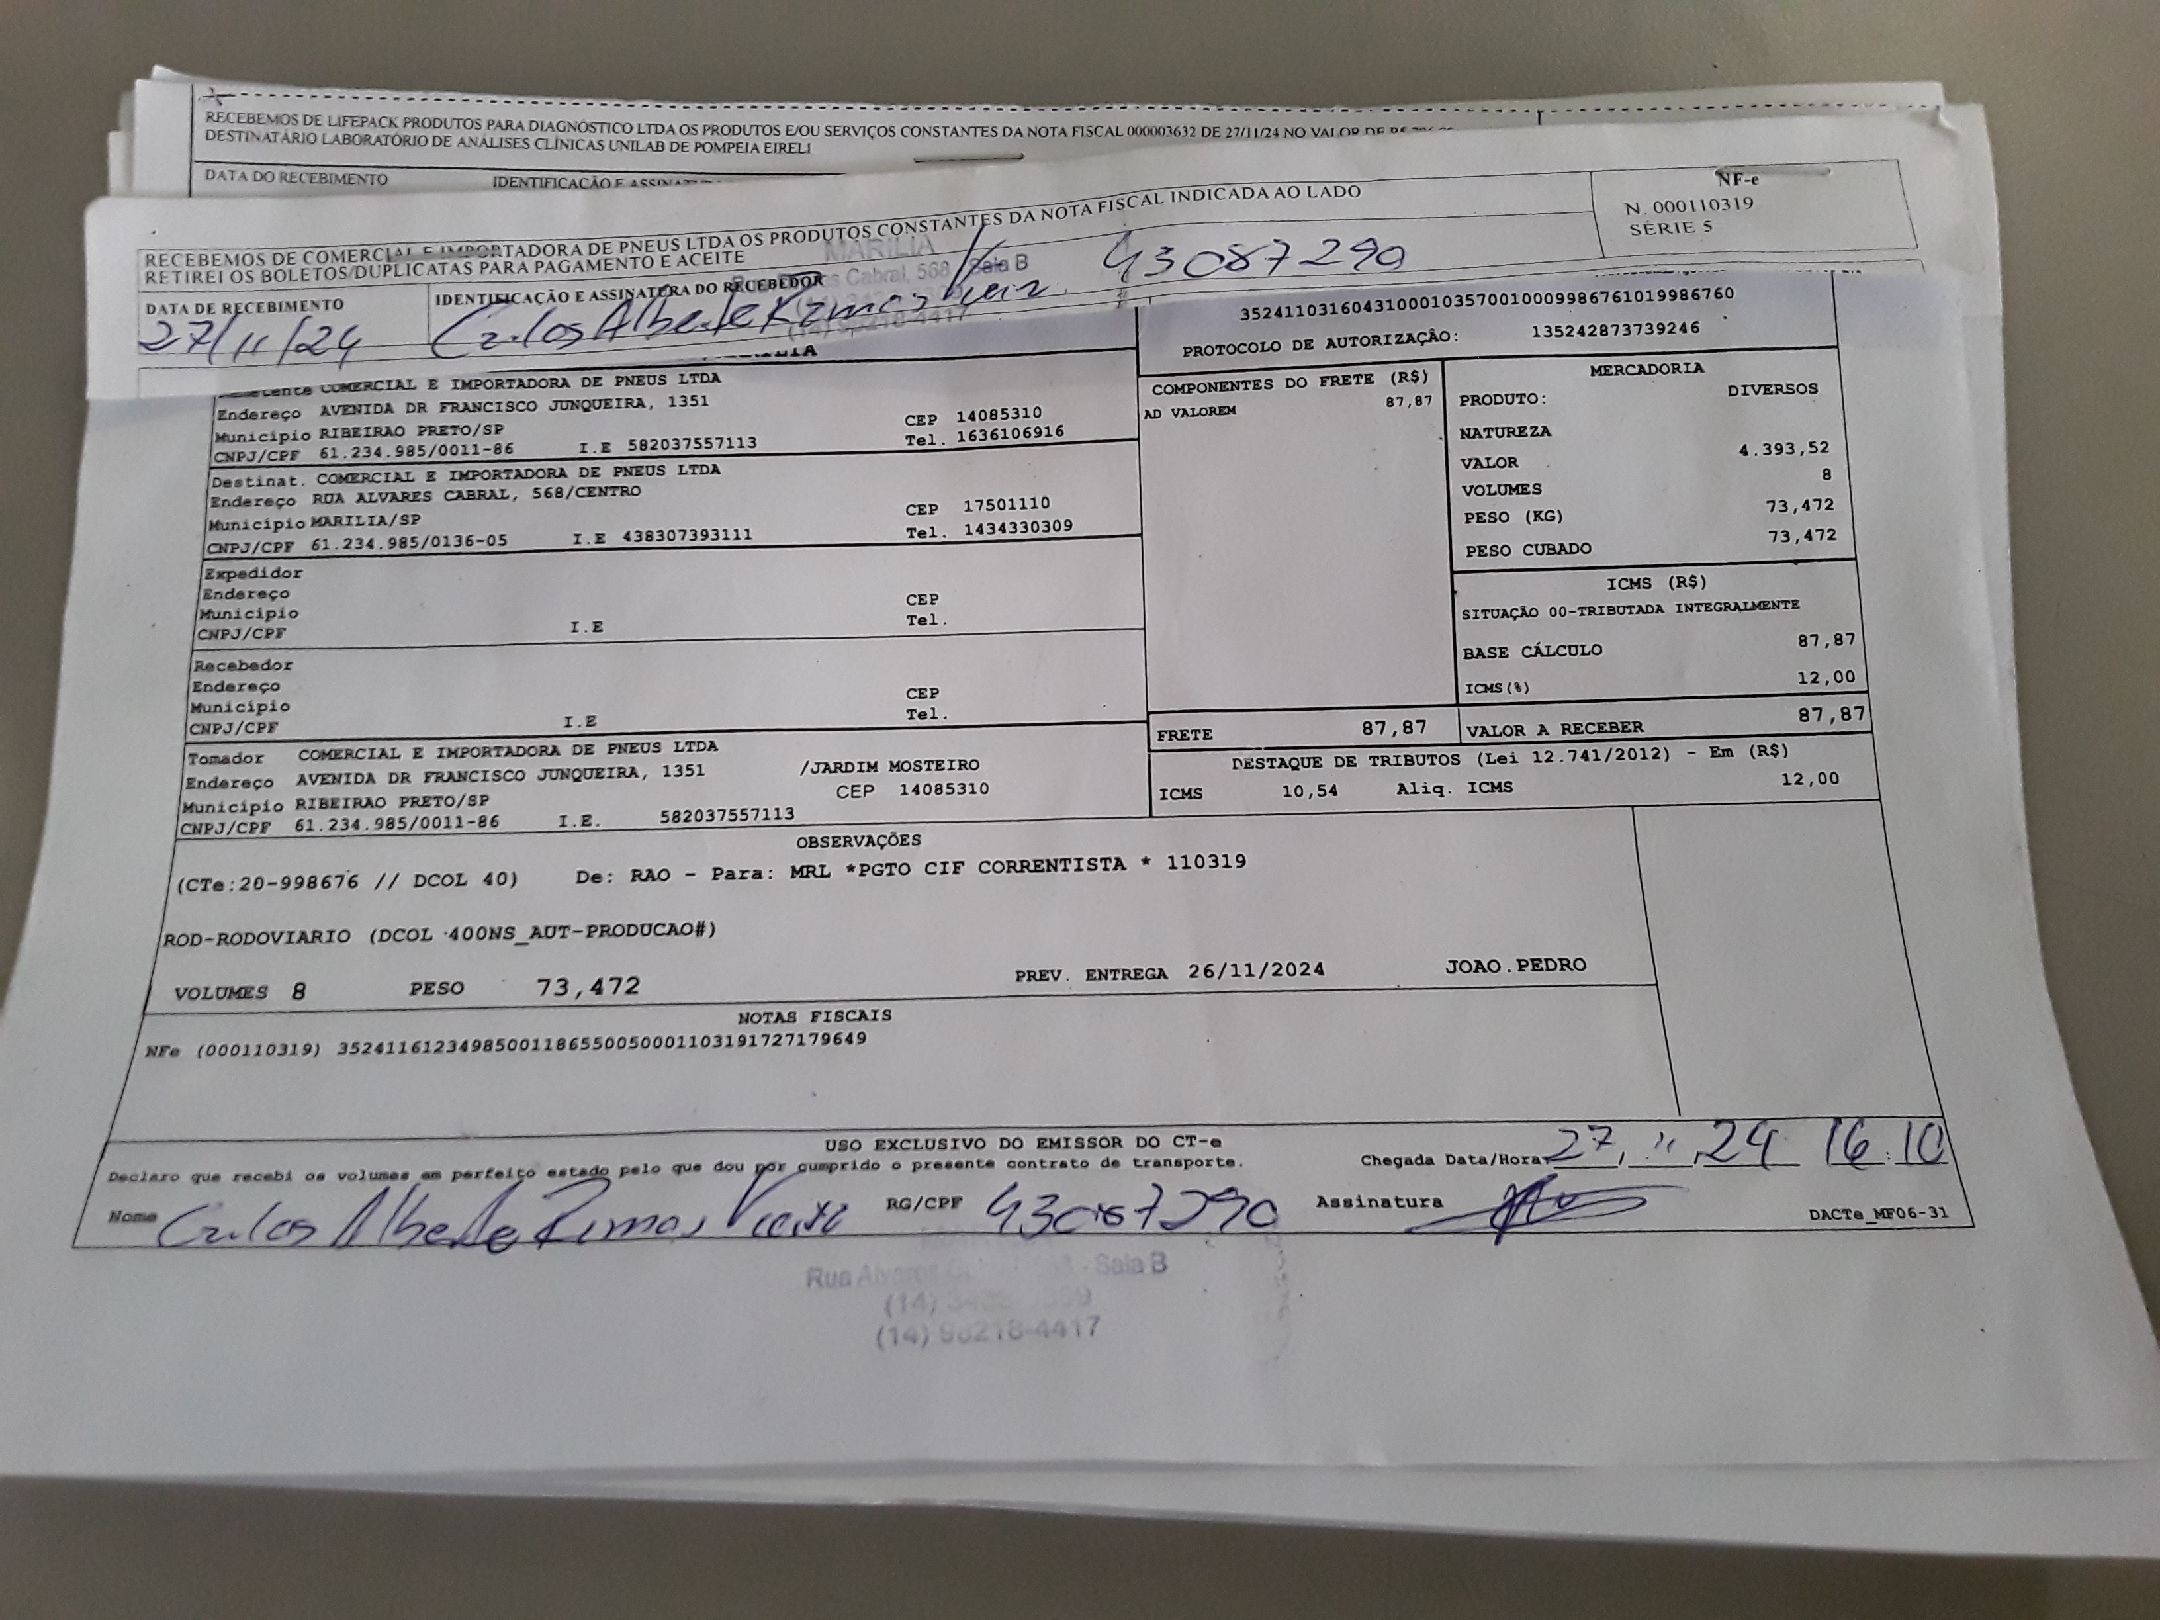 RECEBEMOS DE LIFEPACK PRODUTOS PARA DIAGNÓSTICO LTDA OS PRODUTOS E/OU SERVIÇOS CONSTANTES DA NOTA FISCAL 000003632 DE 27/11/24 NO VALOR DE R$
DESTINATÁRIO LABORATÓRIO DE ANÁLISES CLÍNICAS UNILAB DE POMPEIA EIRELI
DATA DO RECEBIMENTO IDENTIFICAÇÃO E
NF-e
N. 000110319
SÉRIE 5
RECEBEMOS DE COMERCIAL E IMPORTADORA DE PNEUS LTDA OS PRODUTOS CONSTANTES DA NOTA FISCAL INDICADA AO LADO
RETIREI OS BOLETOS/DUPLICATAS PARA PAGAMENTO E ACEITE
MARILIA
Cabral, 568 Sala B
DATA DE RECEBIMENTO IDENTIFICAÇÃO E ASSINATURA DO RECEBEDOR
27/11/24 Carlos Alberto Ramos Vieira 43087290
35241103160431000103570010009986761019986760
PROTOCOLO DE AUTORIZAÇÃO: 135242873739246
COMERCIAL E IMPORTADORA DE PNEUS LTDA
Endereço AVENIDA DR FRANCISCO JUNQUEIRA, 1351 CEP 14085310
Município RIBEIRAO PRETO/SP Tel. 1636106916
CNPJ/CPF 61.234.985/0011-86 I.E 582037557113
Destinat. COMERCIAL E IMPORTADORA DE PNEUS LTDA
Endereço RUA ALVARES CABRAL, 568/CENTRO CEP 17501110
Município MARILIA/SP Tel. 1434330309
CNPJ/CPF 61.234.985/0136-05 I.E 438307393111
Expedidor
Endereço CEP
Município Tel.
CNPJ/CPF I.E
Recebedor
Endereço CEP
Município Tel.
CNPJ/CPF I.E
Tomador COMERCIAL E IMPORTADORA DE PNEUS LTDA
Endereço AVENIDA DR FRANCISCO JUNQUEIRA, 1351 /JARDIM MOSTEIRO
Município RIBEIRAO PRETO/SP CEP 14085310
CNPJ/CPF 61.234.985/0011-86 I.E. 582037557113
COMPONENTES DO FRETE (R$)
AD VALOREM 87,87
MERCADORIA
PRODUTO: DIVERSOS
NATUREZA
VALOR 4.393,52
VOLUMES 8
PESO (KG) 73,472
PESO CUBADO 73,472
ICMS (R$)
SITUAÇÃO 00-TRIBUTADA INTEGRALMENTE
BASE CÁLCULO 87,87
ICMS(%) 12,00
FRETE 87,87 VALOR A RECEBER 87,87
DESTAQUE DE TRIBUTOS (Lei 12.741/2012) - Em (R$)
ICMS 10,54 Aliq. ICMS 12,00
OBSERVAÇÕES
(CTe:20-998676 // DCOL 40) De: RAO - Para: MRL *PGTO CIF CORRENTISTA * 110319
ROD-RODOVIARIO (DCOL 400NS_AUT-PRODUCAO#)
VOLUMES 8 PESO 73,472 PREV. ENTREGA 26/11/2024 JOAO.PEDRO
NOTAS FISCAIS
NFe (000110319) 35241161234985001186550050001103191727179649
USO EXCLUSIVO DO EMISSOR DO CT-e
Declaro que recebi os volumes em perfeito estado pelo que dou por cumprido o presente contrato de transporte. Chegada Data/Hora 27/11/24 16:10
Nome Carlos Alberto Ramos Vieira RG/CPF 43087290 Assinatura
DACTe_MF06-31
Rua Sala B
(14)
(14) 98218-4417